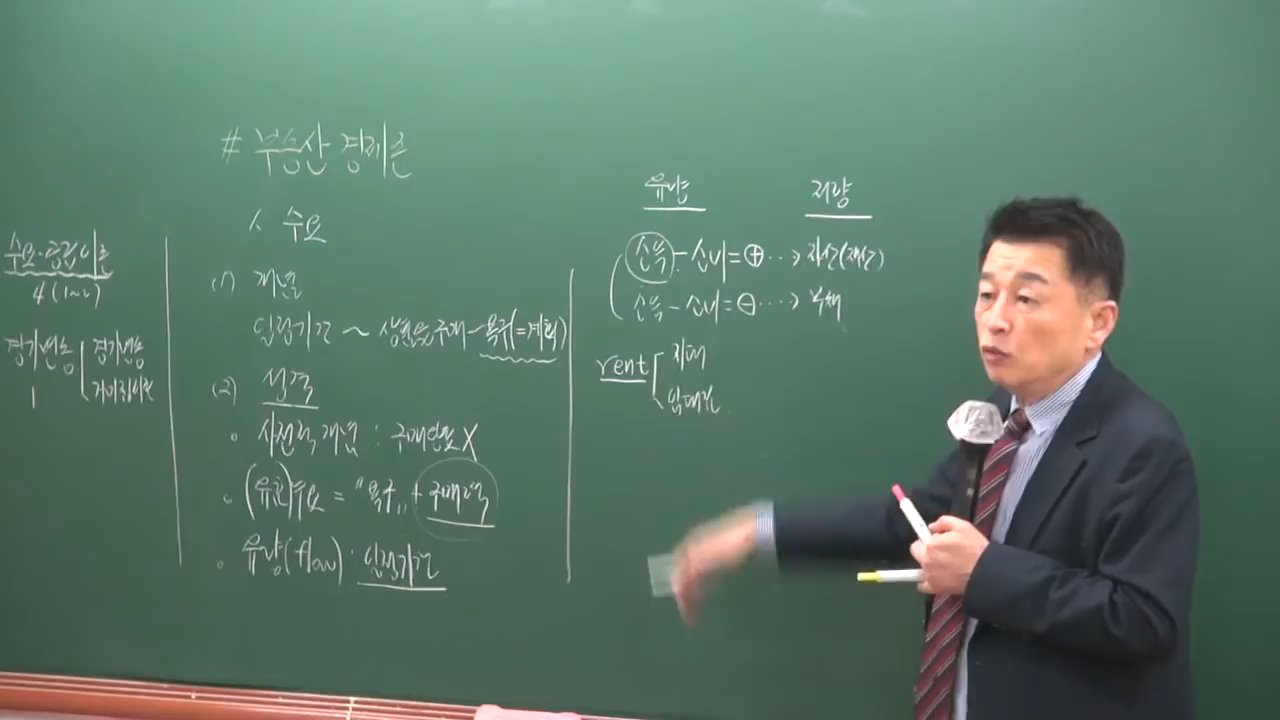 # 부동산 경제론
수요·공급이론
4(1~2)
경기변동
1
경기변동
거미집이론
1. 수요
(1) 개념
일정기간 ~ 상품을 구매 - 욕구(=계획)
(2) 성격
· 사전적 개념 : 구매완료 X
· (유효)수요 = "욕구" + 구매력
· 유량(flow) · 일정기간
유량
저량
소득 - 소비 = ⊕ ···> 자산(재산)
소득 - 소비 = ⊖ ····> 부채
rent
지대
임대료